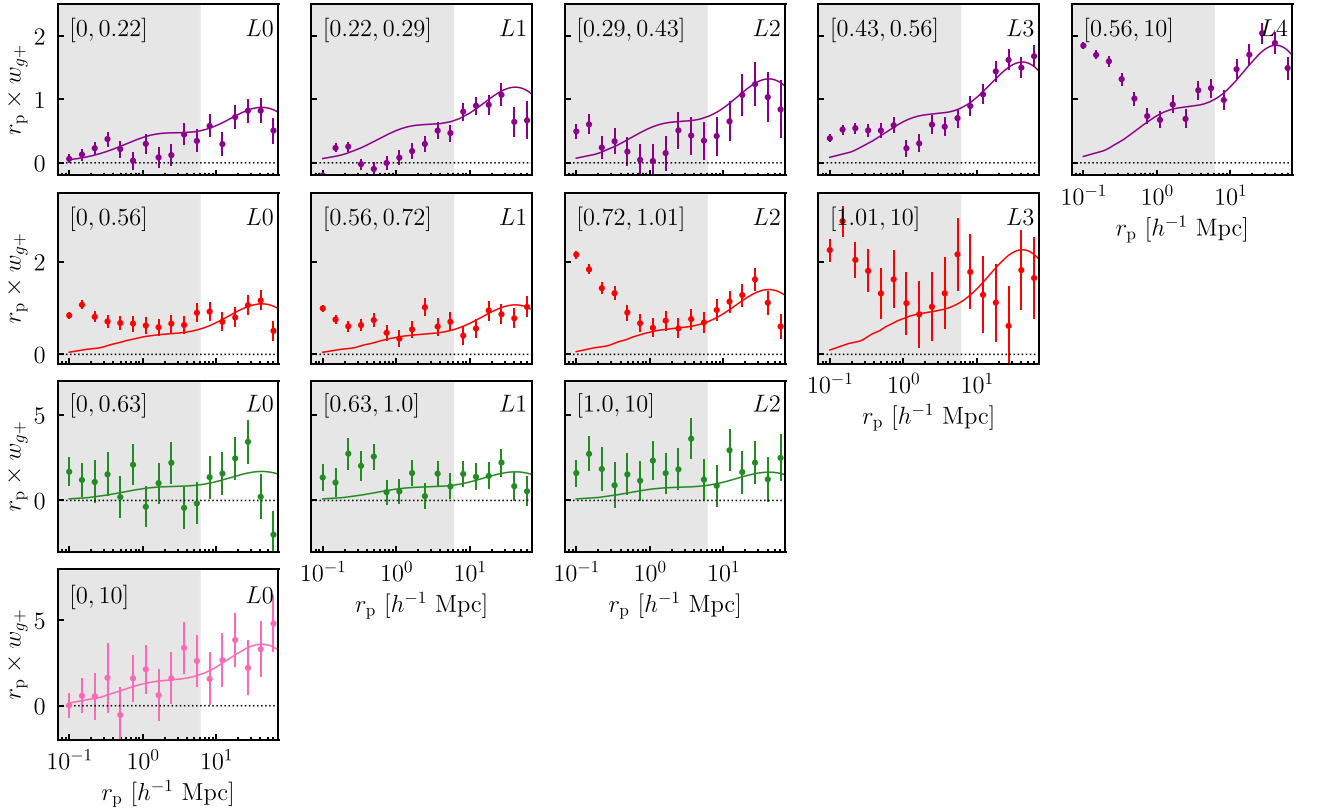 [0, 0.22] L0 [0.22, 0.29] L1 [0.29, 0.43] L2 [0.43, 0.56] L3 [0.56, 10] L4
2
1
0
r_p × w_{g+}
10^{-1} 10^0 10^1
r_p [h^{-1} Mpc]
[0, 0.56] L0 [0.56, 0.72] L1 [0.72, 1.01] L2 [1.01, 10] L3
2
0
r_p × w_{g+}
10^{-1} 10^0 10^1
r_p [h^{-1} Mpc]
[0, 0.63] L0 [0.63, 1.0] L1 [1.0, 10] L2
5
0
r_p × w_{g+}
10^{-1} 10^0 10^1 10^{-1} 10^0 10^1
r_p [h^{-1} Mpc] r_p [h^{-1} Mpc]
[0, 10] L0
5
0
r_p × w_{g+}
10^{-1} 10^0 10^1
r_p [h^{-1} Mpc]